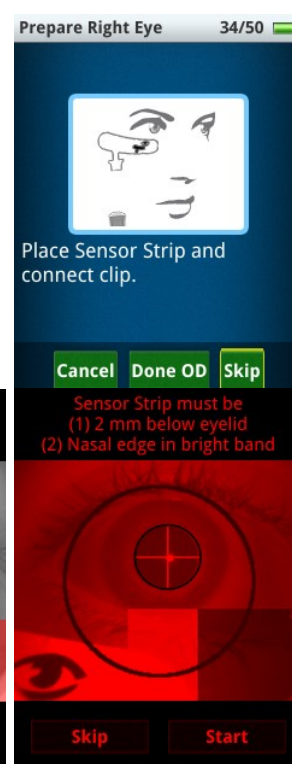 Prepare Right Eye 34/50
Place Sensor Strip and
connect clip.
Cancel Done OD Skip
Sensor Strip must be
(1) 2 mm below eyelid
(2) Nasal edge in bright band
Skip Start